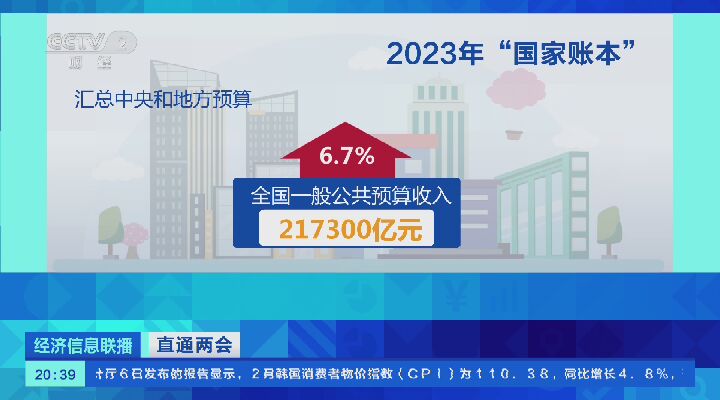 CCTV 2
财经
2023年“国家账本”
汇总中央和地方预算
6.7%
全国一般公共预算收入
217300亿元
经济信息联播
直通两会
20:39
计厅6日发布的报告显示，2月韩国消费者物价指数（CPI）为110.38，同比增长4.8%，